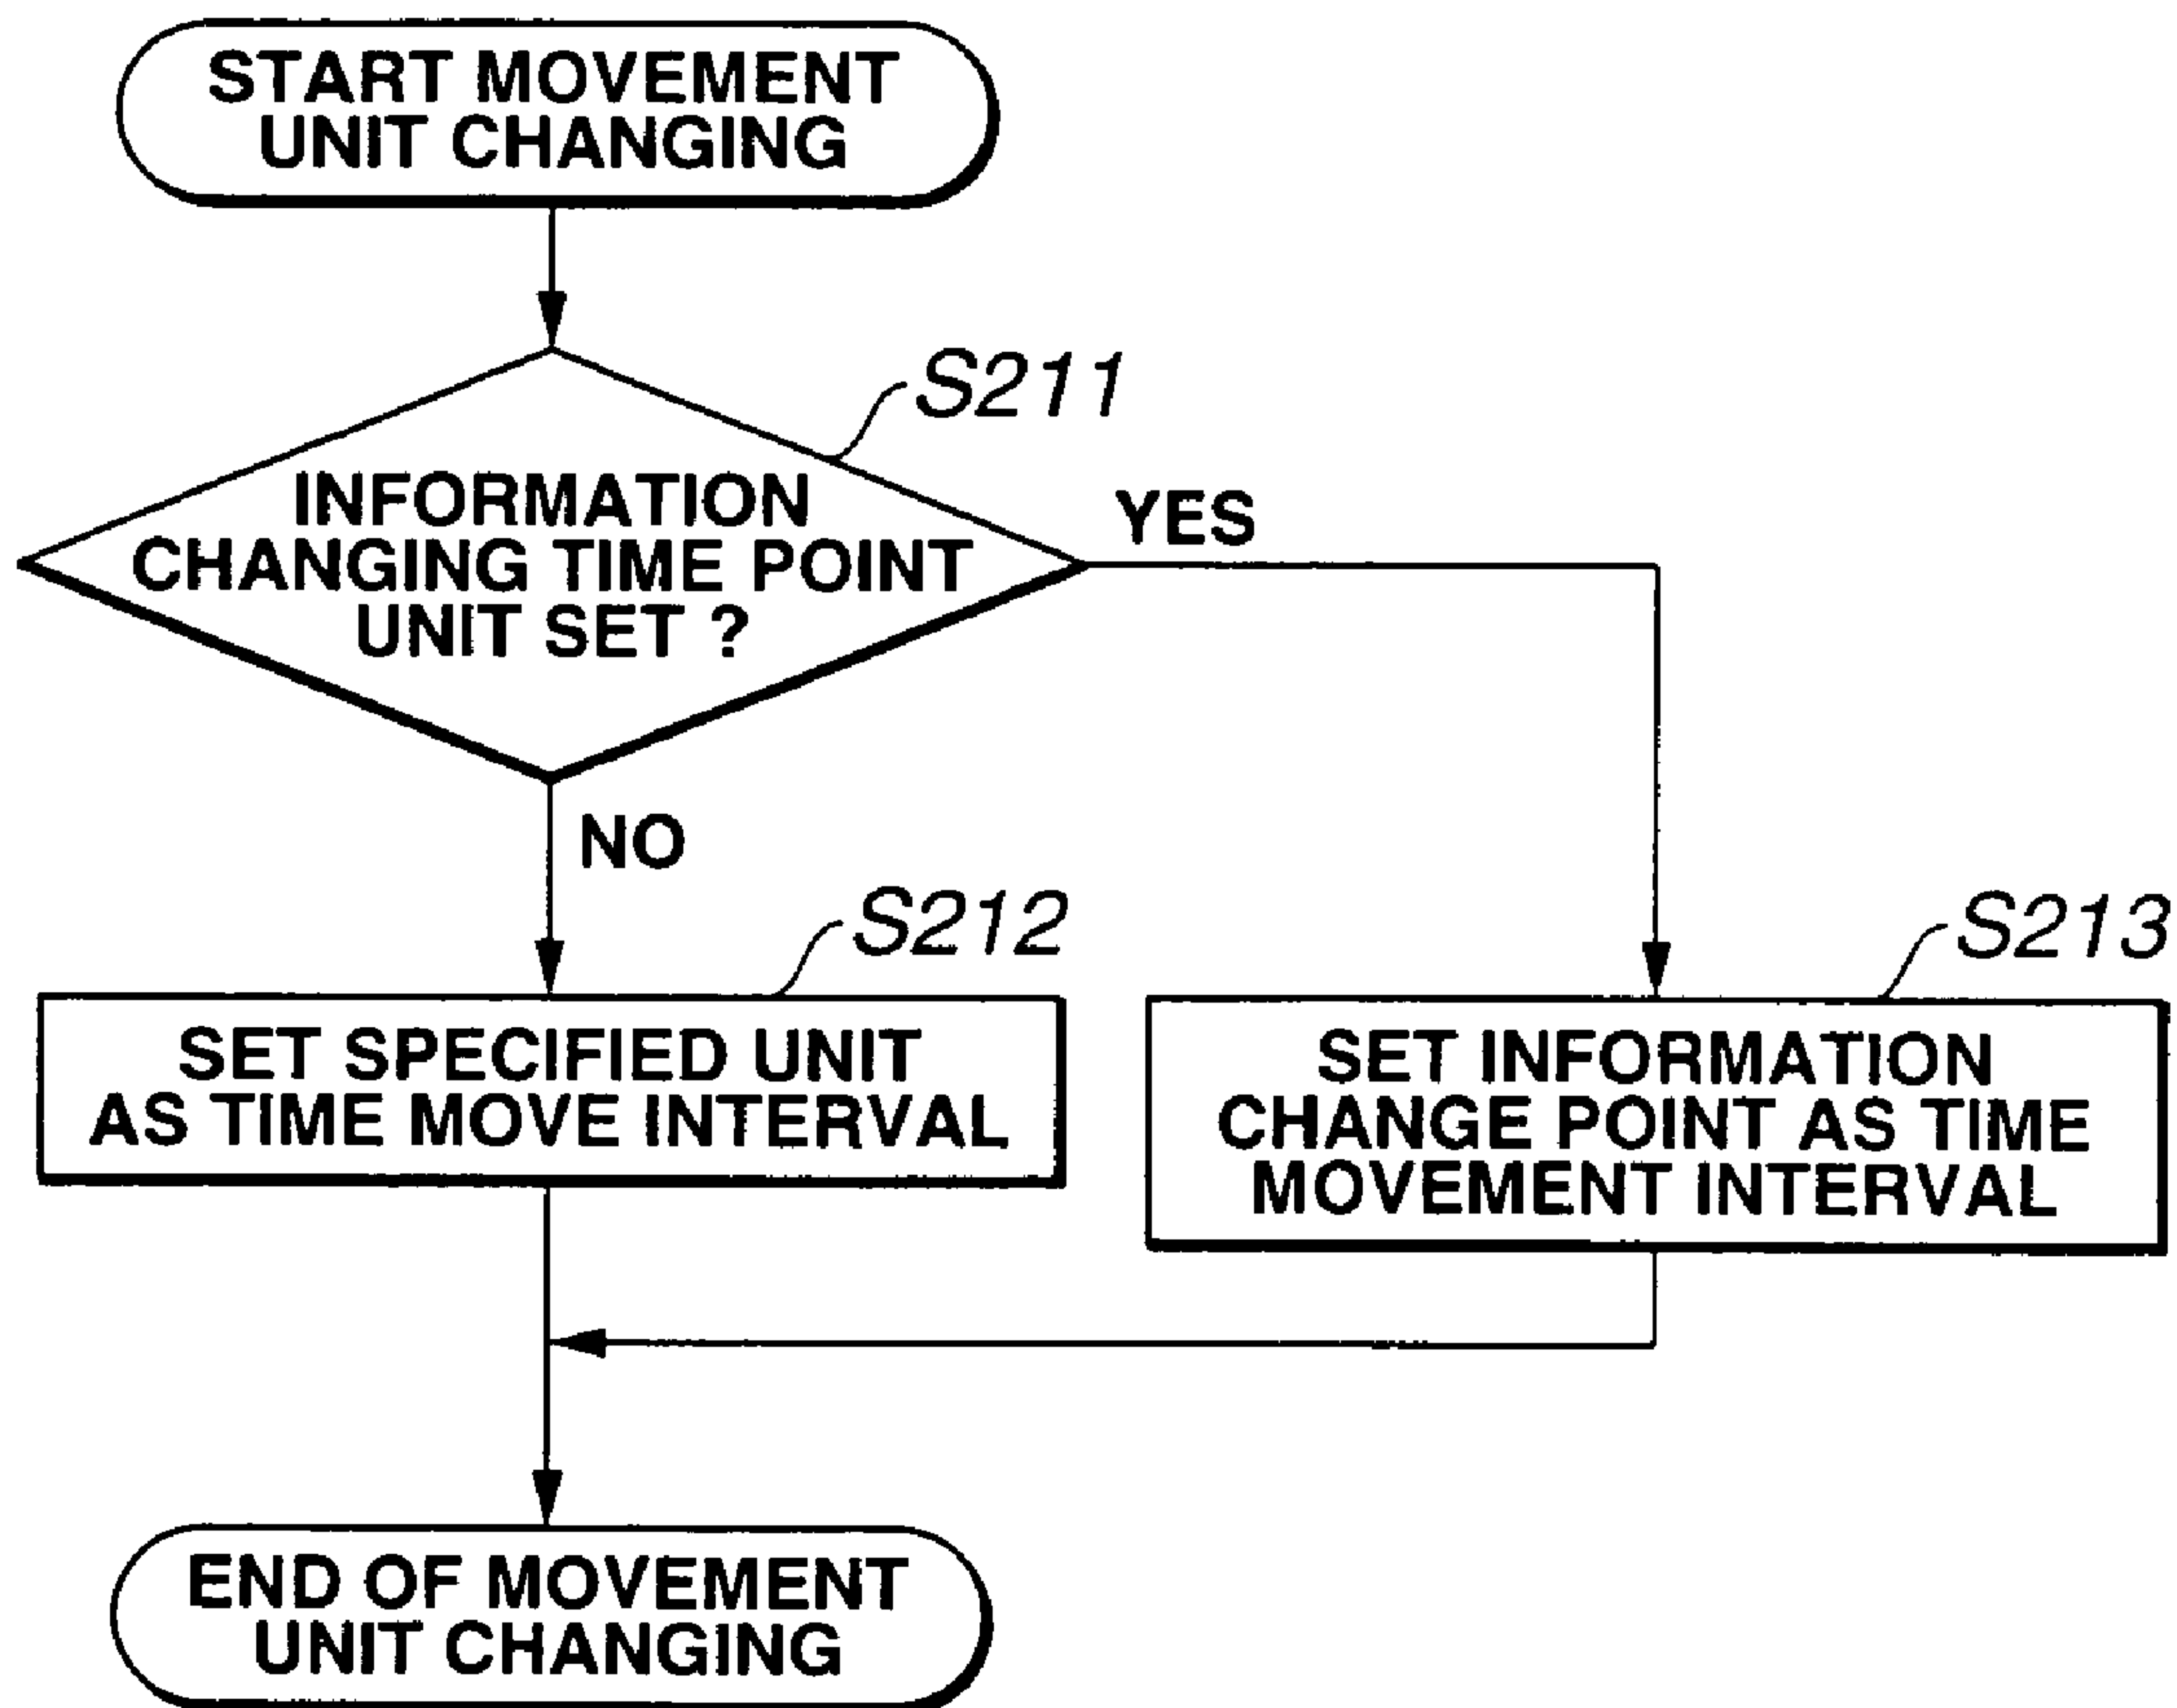 START MOVEMENT
UNIT CHANGING
S211
INFORMATION
CHANGING TIME POINT
UNIT SET ?
YES
NO
S212
SET SPECIFIED UNIT
AS TIME MOVE INTERVAL
S213
SET INFORMATION
CHANGE POINT AS TIME
MOVEMENT INTERVAL
END OF MOVEMENT
UNIT CHANGING